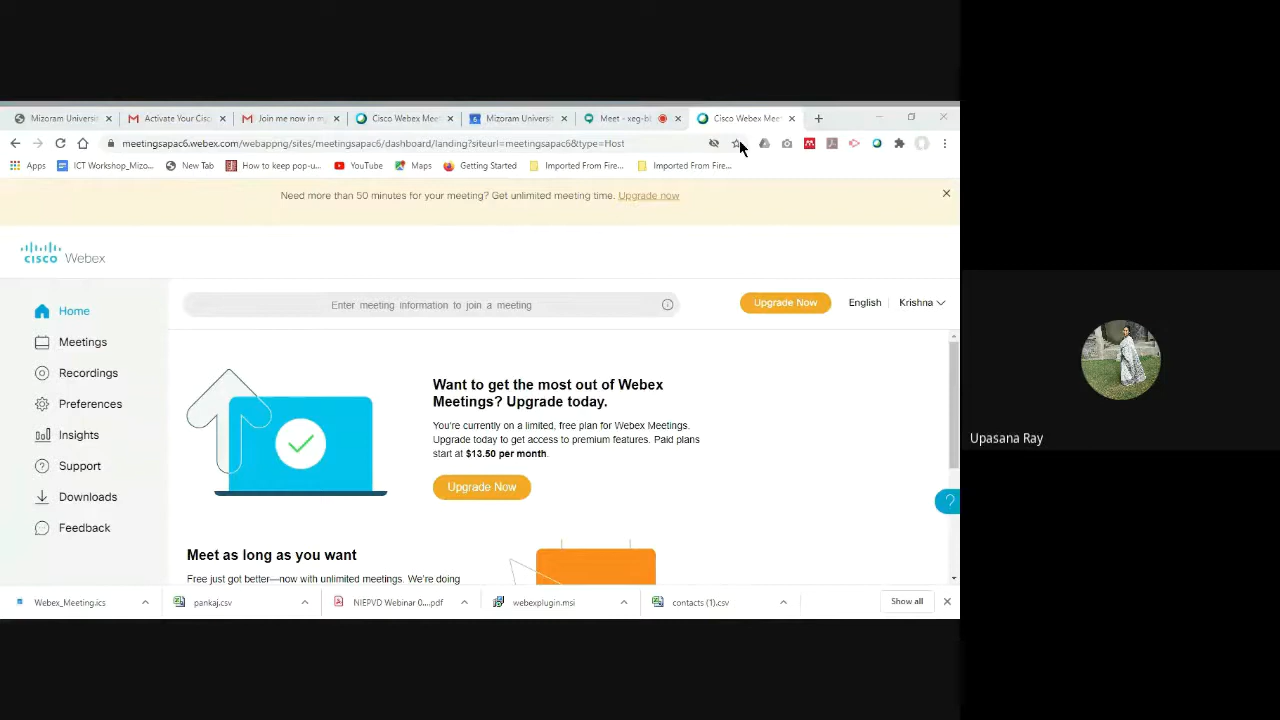 Mizoram Universi
Activate Your Cisc
Join me now in m
Cisco Webex Mee
Mizoram Universi
Meet - xeg-b
Cisco Webex Mee
meetingsapac6.webex.com/webappng/sites/meetingsapac6/dashboard/landing?siteurl=meetingsapac6&type=Host
Apps
ICT Workshop_Mizo...
New Tab
How to keep pop-u...
YouTube
Maps
Getting Started
Imported From Fire...
Imported From Fire...
Need more than 50 minutes for your meeting? Get unlimited meeting time. Upgrade now
CISCO Webex
Home
Meetings
Recordings
Preferences
Insights
Support
Downloads
Feedback
Enter meeting information to join a meeting
Upgrade Now
English
Krishna
Want to get the most out of Webex
Meetings? Upgrade today.
You're currently on a limited, free plan for Webex Meetings.
Upgrade today to get access to premium features. Paid plans
start at $13.50 per month.
Upgrade Now
Meet as long as you want
Free just got better—now with unlimited meetings. We're doing
?
Webex_Meeting.ics
pankaj.csv
NIEPVD Webinar 0....pdf
webexplugin.msi
contacts (1).csv
Show all
Upasana Ray